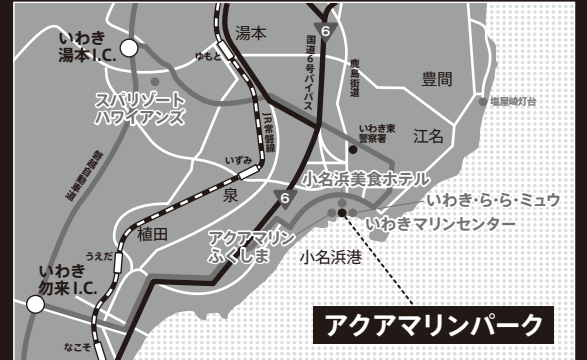 いわき
湯本I.C.
湯本
ゆもと
6
国道6号バイパス
鹿島街道
豊間
スパリゾート
ハワイアンズ
塩屋崎灯台
JR常磐線
いわき東
警察署
江名
磐越自動車道
いずみ
泉
小名浜美食ホテル
6
いわき・ら・ら・ミュウ
いわきマリンセンター
植田
うえだ
アクアマリン
ふくしま
小名浜港
いわき
勿来I.C.
アクアマリンパーク
なこそ